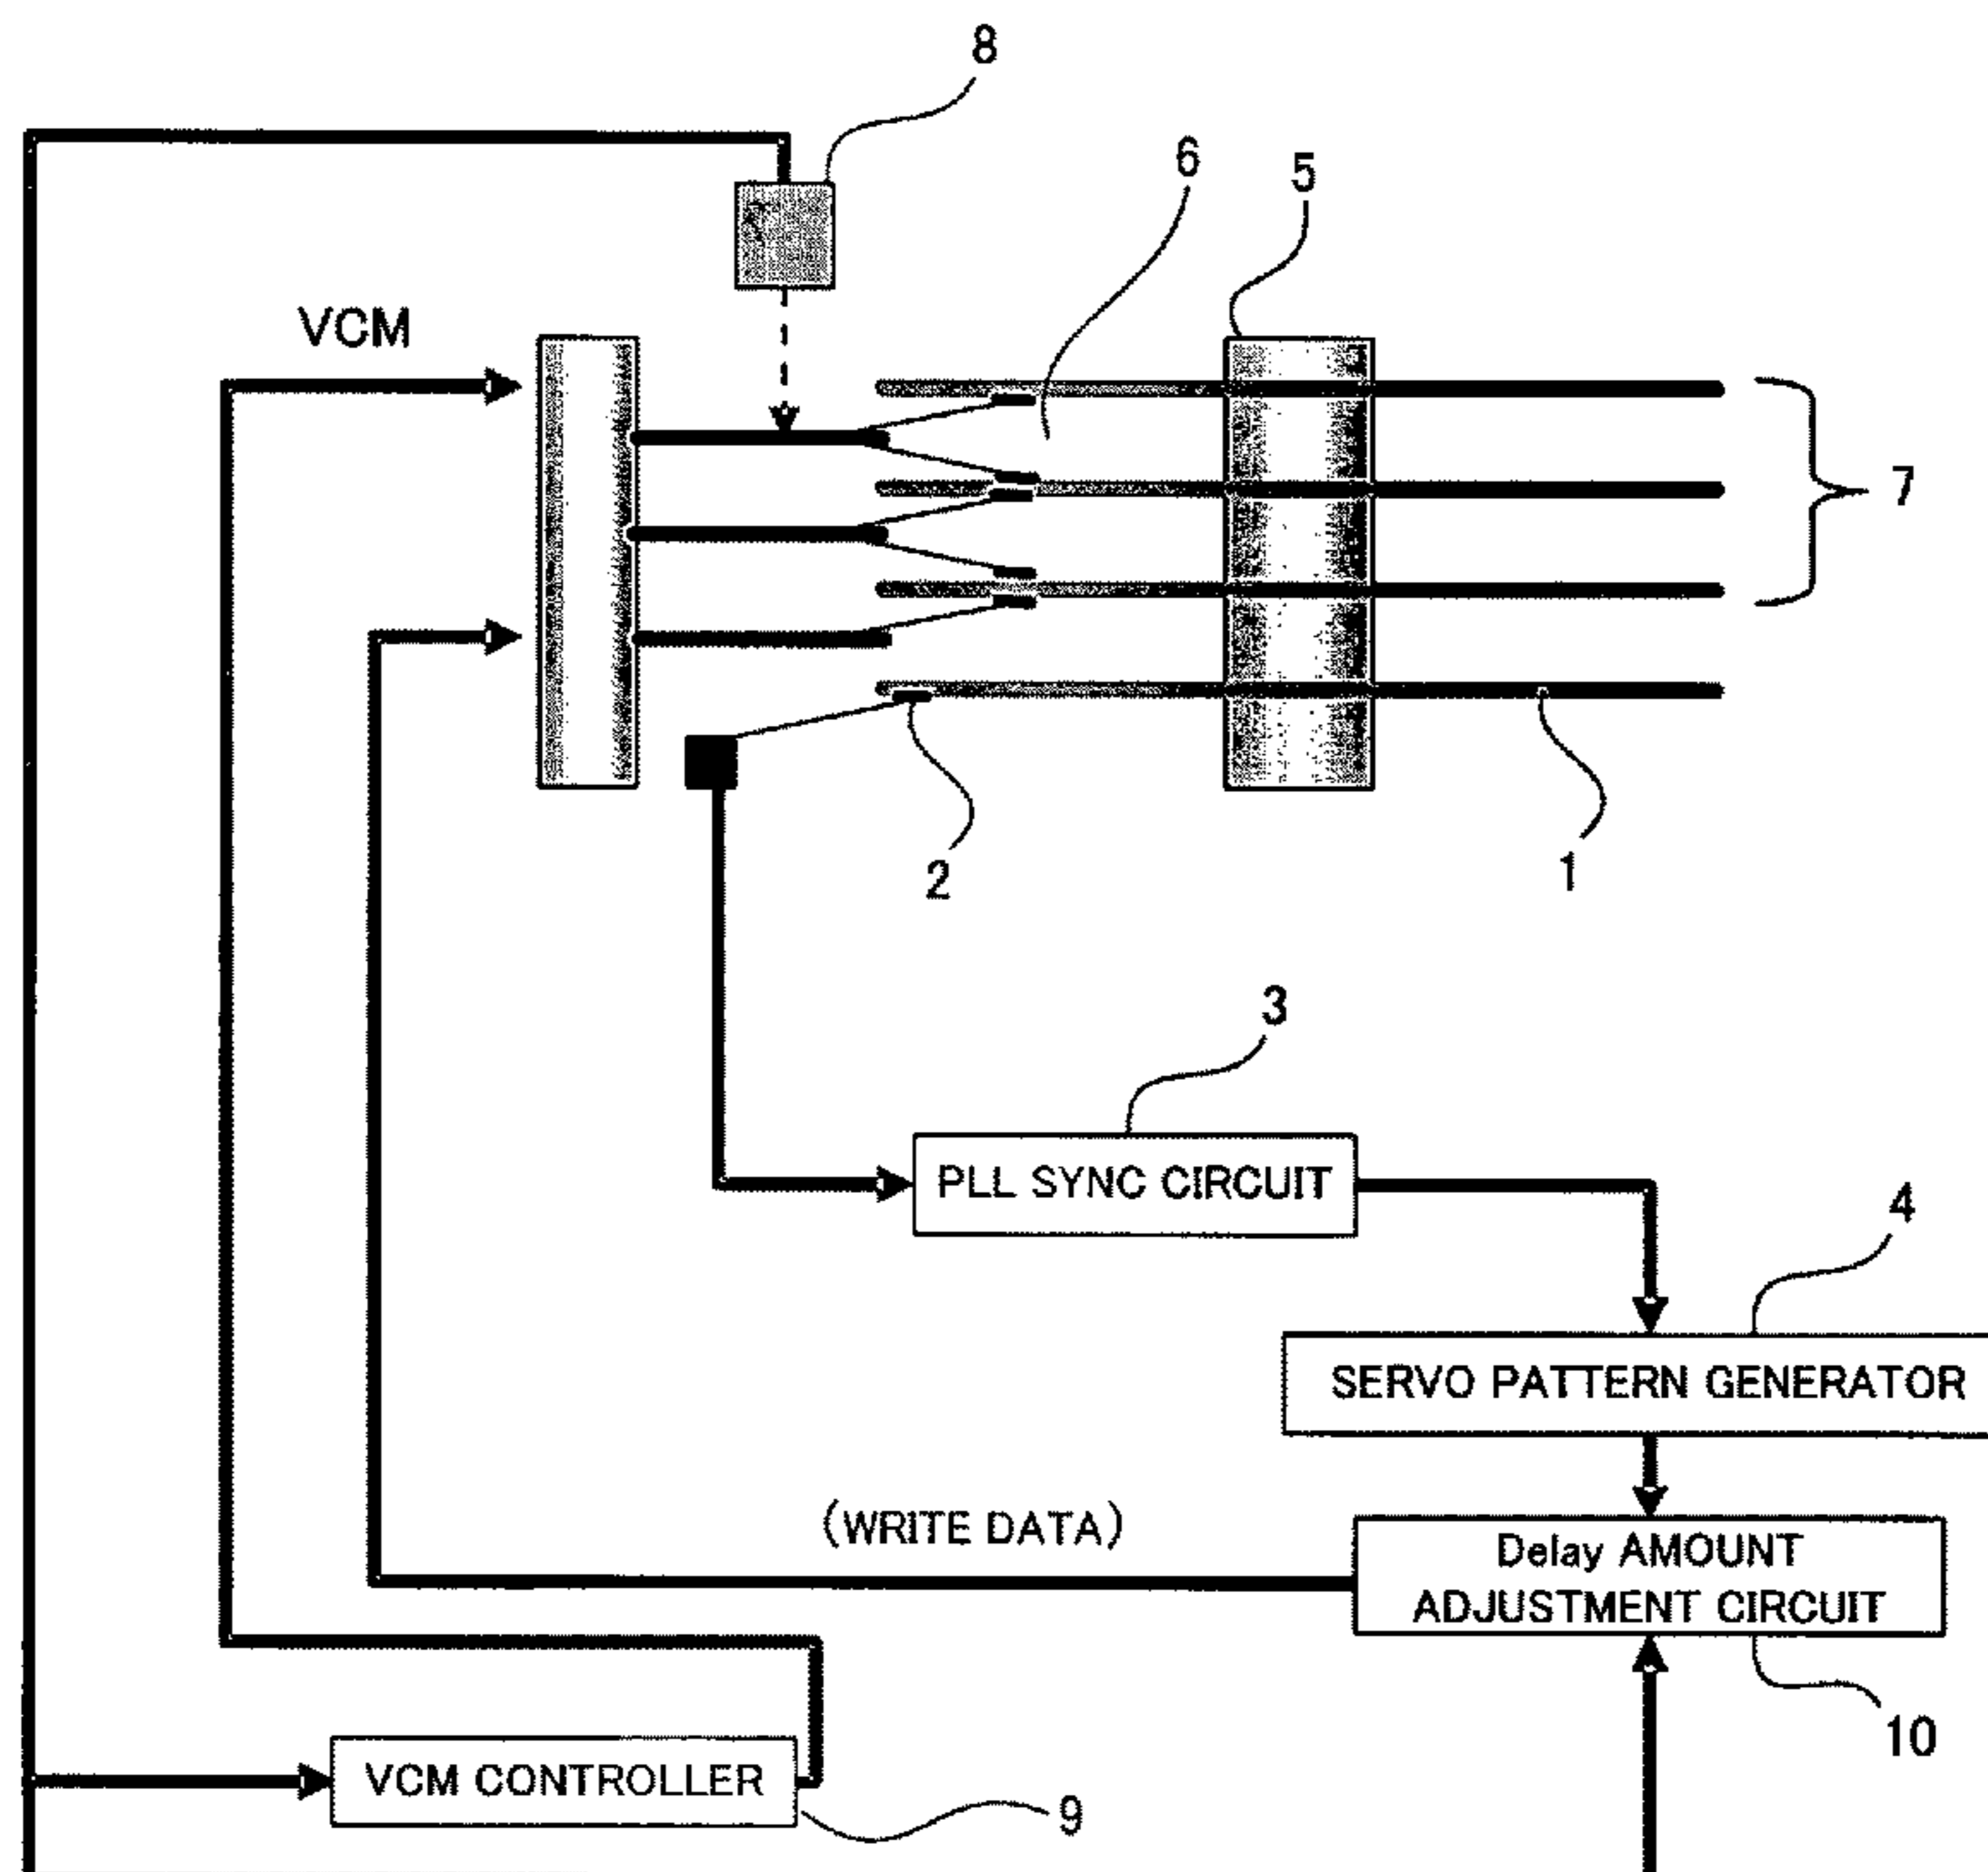 8
6
5
VCM
7
2
1
3
PLL SYNC CIRCUIT
4
SERVO PATTERN GENERATOR
(WRITE DATA)
Delay AMOUNT
ADJUSTMENT CIRCUIT
10
VCM CONTROLLER
9